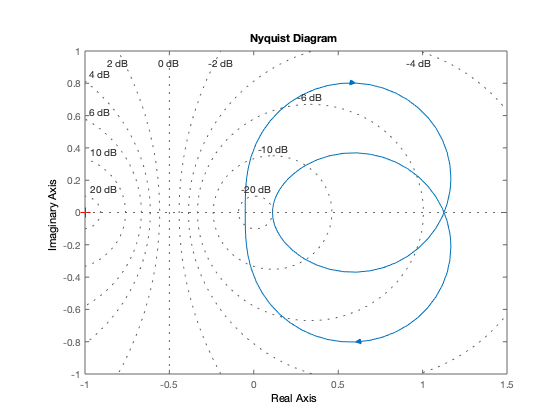 Nyquist Diagram
1
2 dB
0 dB
-2 dB
-4 dB
4 dB
0.8
-6 dB
6 dB
0.6
0.4
10 dB
-10 dB
0.2
20 dB
-20 dB
0
-0.2
-0.4
-0.6
-0.8
-1
-1
-0.5
0
0.5
1
1.5
Imaginary Axis
Real Axis